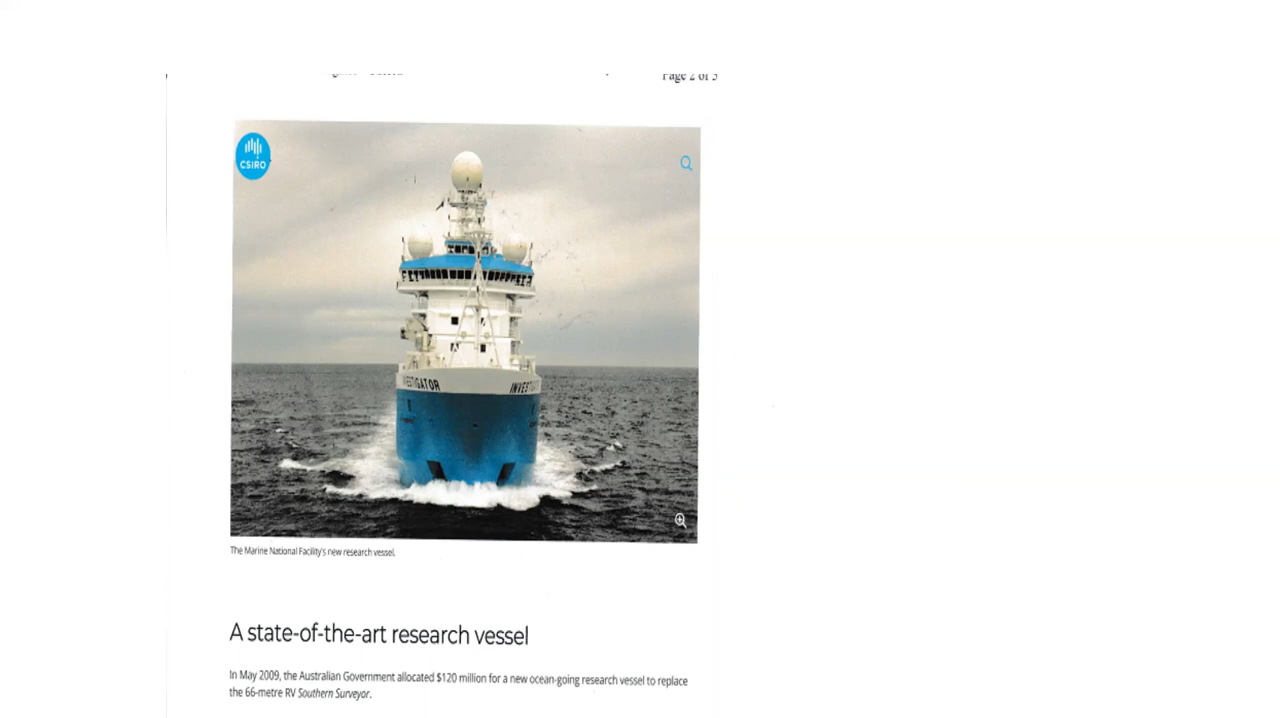 Page 2 of 5
CSIRO
INVESTIGATOR
The Marine National Facility's new research vessel.
A state-of-the-art research vessel
In May 2009, the Australian Government allocated $120 million for a new ocean-going research vessel to replace
the 66-metre RV Southern Surveyor.